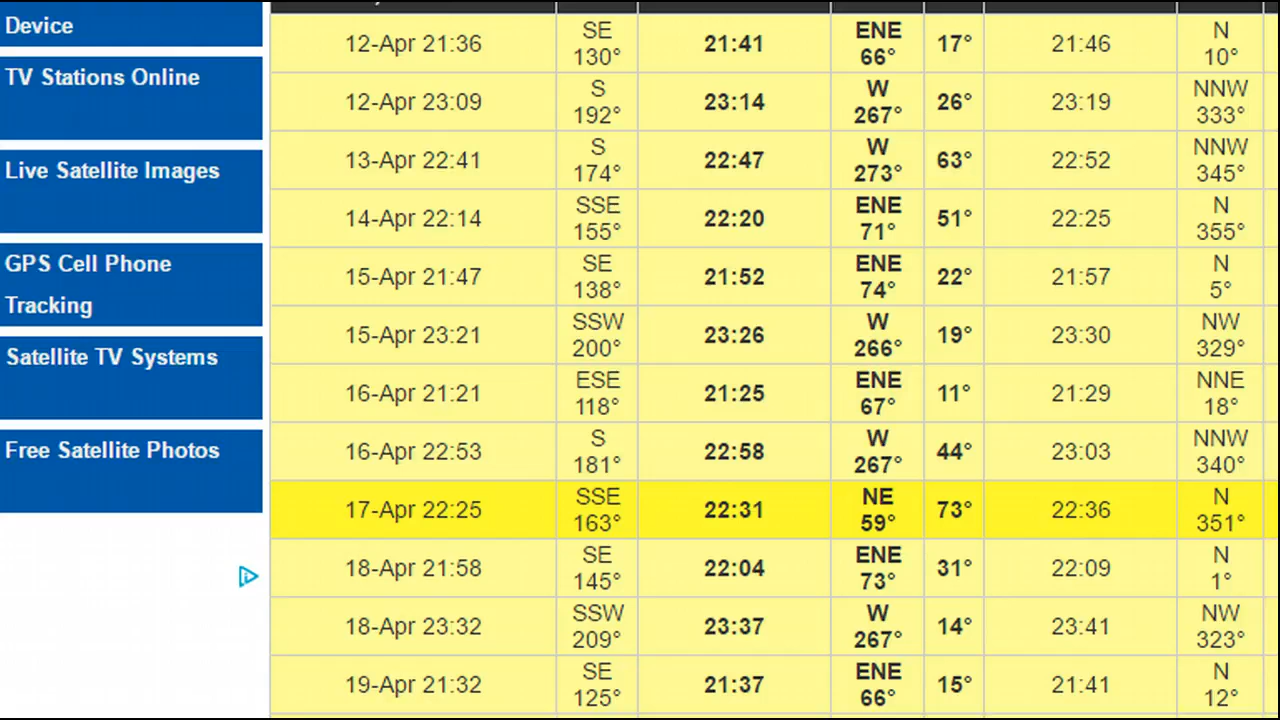 Device
TV Stations Online
Live Satellite Images
GPS Cell Phone
Tracking
Satellite TV Systems
Free Satellite Photos
12-Apr 21:36 SE 130° 21:41 ENE 66° 17° 21:46 N 10°
12-Apr 23:09 S 192° 23:14 W 267° 26° 23:19 NNW 333°
13-Apr 22:41 S 174° 22:47 W 273° 63° 22:52 NNW 345°
14-Apr 22:14 SSE 155° 22:20 ENE 71° 51° 22:25 N 355°
15-Apr 21:47 SE 138° 21:52 ENE 74° 22° 21:57 N 5°
15-Apr 23:21 SSW 200° 23:26 W 266° 19° 23:30 NW 329°
16-Apr 21:21 ESE 118° 21:25 ENE 67° 11° 21:29 NNE 18°
16-Apr 22:53 S 181° 22:58 W 267° 44° 23:03 NNW 340°
17-Apr 22:25 SSE 163° 22:31 NE 59° 73° 22:36 N 351°
18-Apr 21:58 SE 145° 22:04 ENE 73° 31° 22:09 N 1°
18-Apr 23:32 SSW 209° 23:37 W 267° 14° 23:41 NW 323°
19-Apr 21:32 SE 125° 21:37 ENE 66° 15° 21:41 N 12°